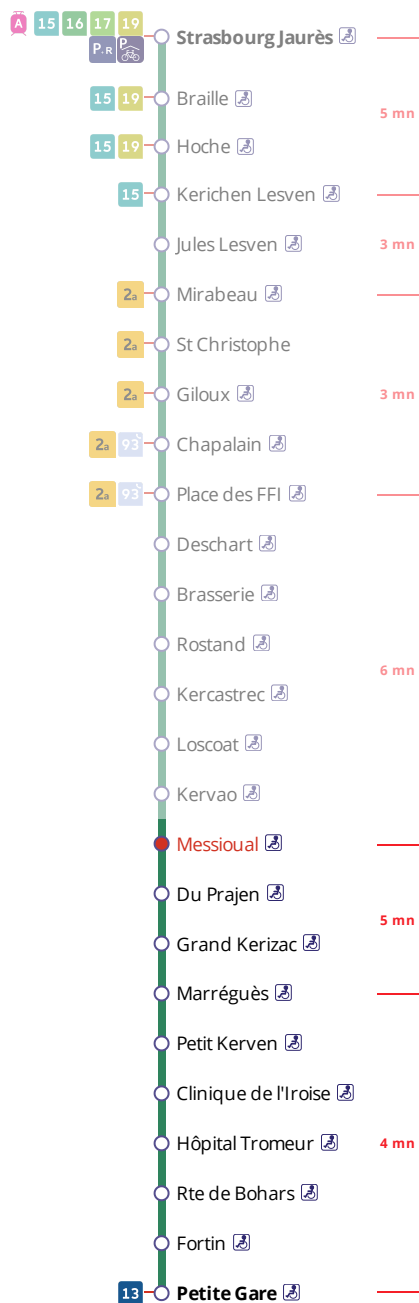 A 15 16 17 19
P+R P
Strasbourg Jaurès
15 19 Braille
5 mn
15 19 Hoche
15 Kerichen Lesven
Jules Lesven 3 mn
2a Mirabeau
2a St Christophe
2a Giloux 3 mn
2a 93 Chapalain
2a 93 Place des FFI
Deschart
Brasserie
Rostand
6 mn
Kercastrec
Loscoat
Kervao
Messioual
Du Prajen
5 mn
Grand Kerizac
Marréguès
Petit Kerven
Clinique de l'Iroise
Hôpital Tromeur 4 mn
Rte de Bohars
Fortin
13 Petite Gare